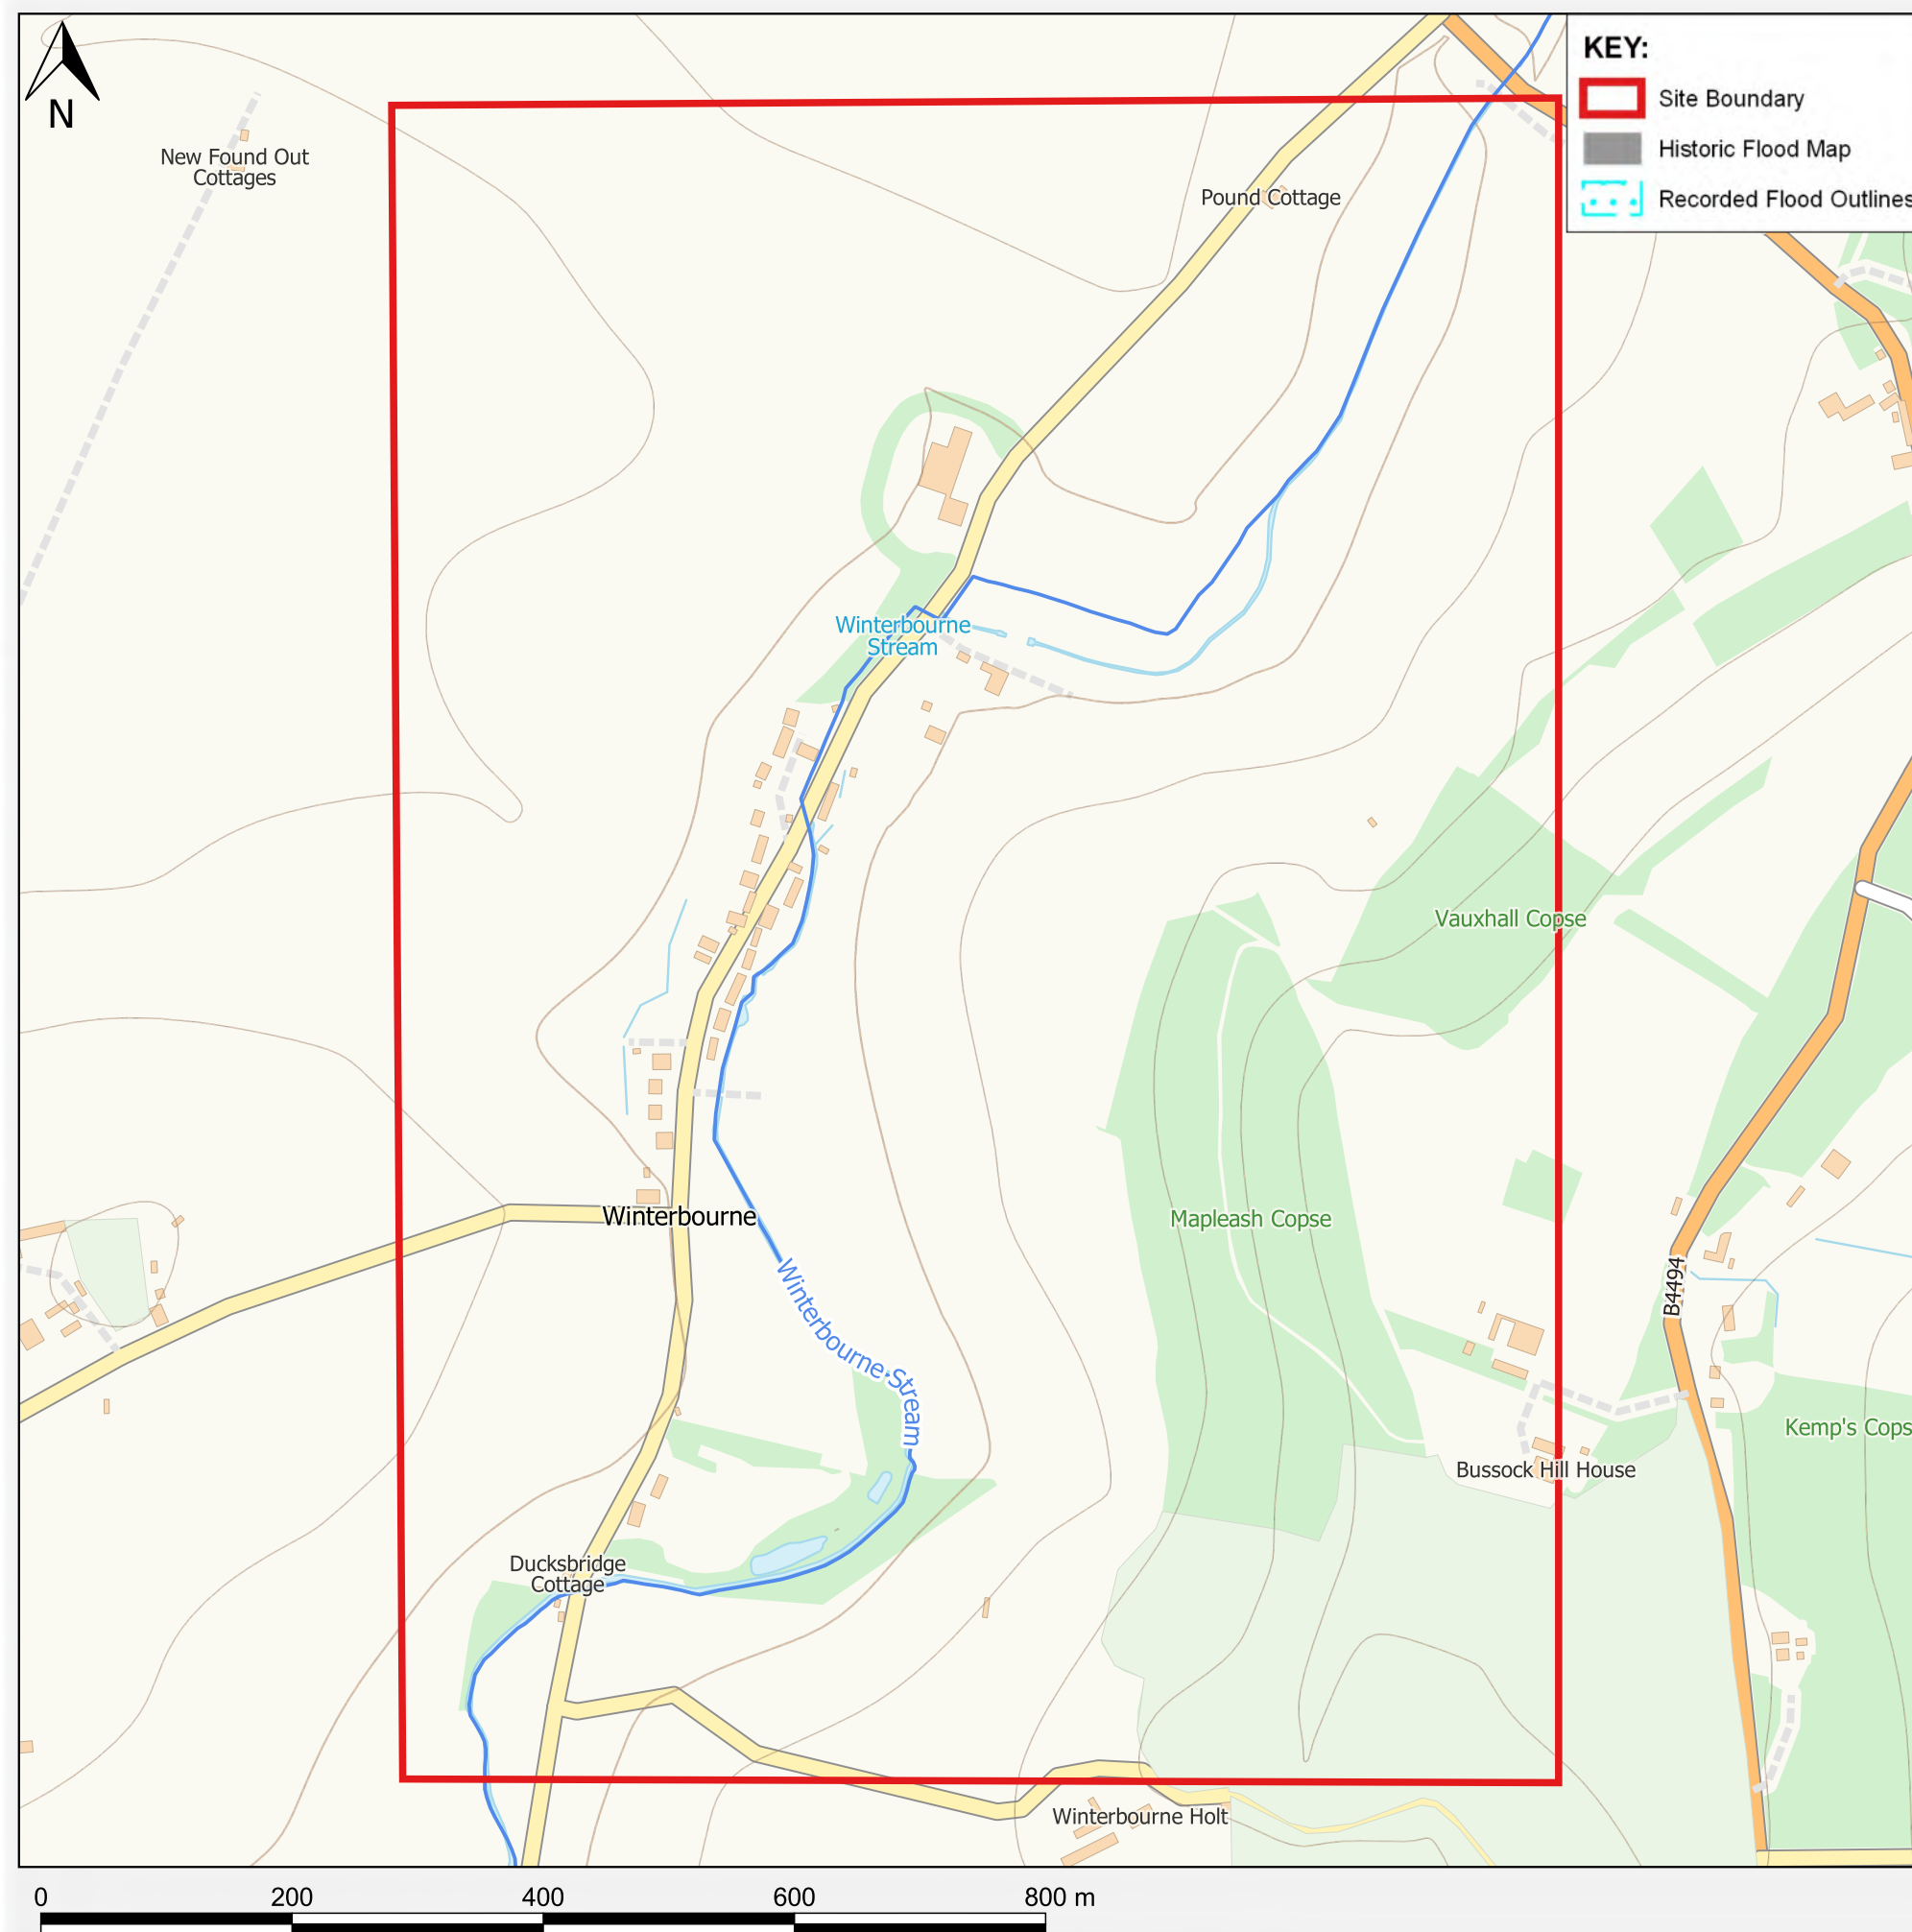 KEY:
Site Boundary
Historic Flood Map
Recorded Flood Outlines
N
New Found Out
Cottages
Pound Cottage
Winterbourne
Stream
Vauxhall Copse
Mapleash Copse
Winterbourne
Winterbourne Stream
B4494
Kemp's Cops
Bussock Hill House
Ducksbridge
Cottage
Winterbourne Holt
0 200 400 600 800 m